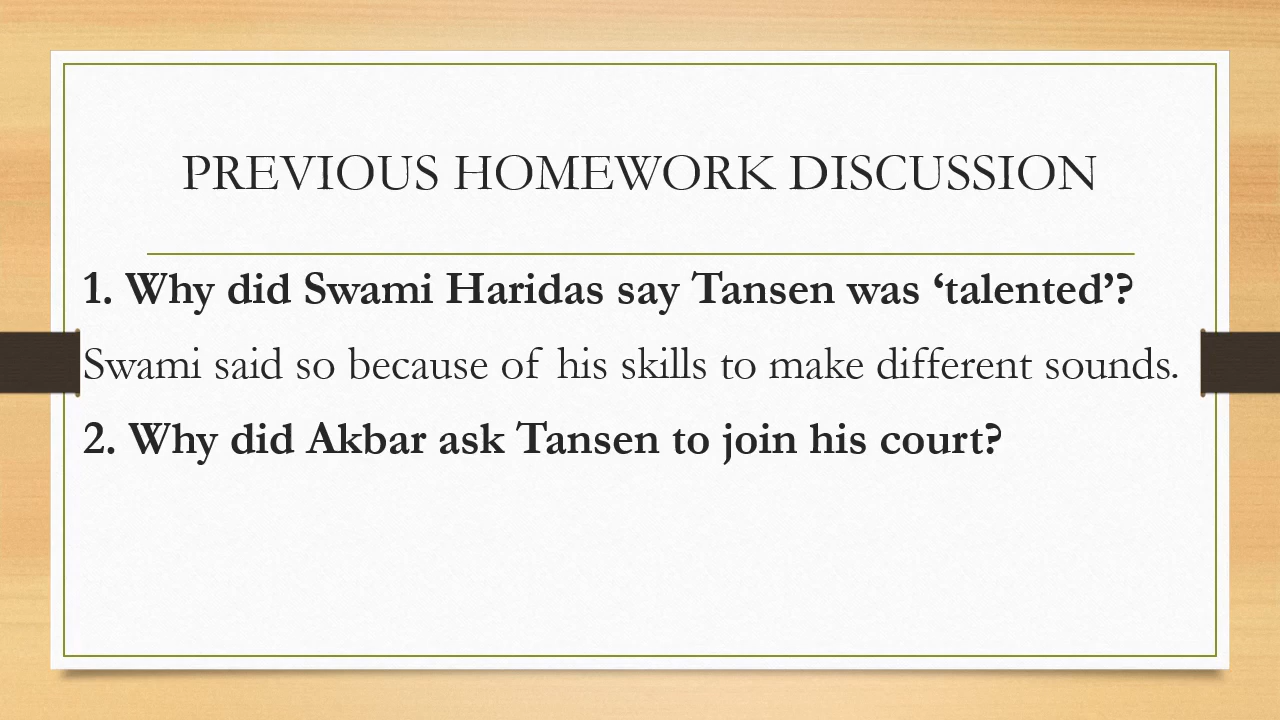 PREVIOUS HOMEWORK DISCUSSION
1. Why did Swami Haridas say Tansen was ‘talented’?
Swami said so because of his skills to make different sounds.
2. Why did Akbar ask Tansen to join his court?